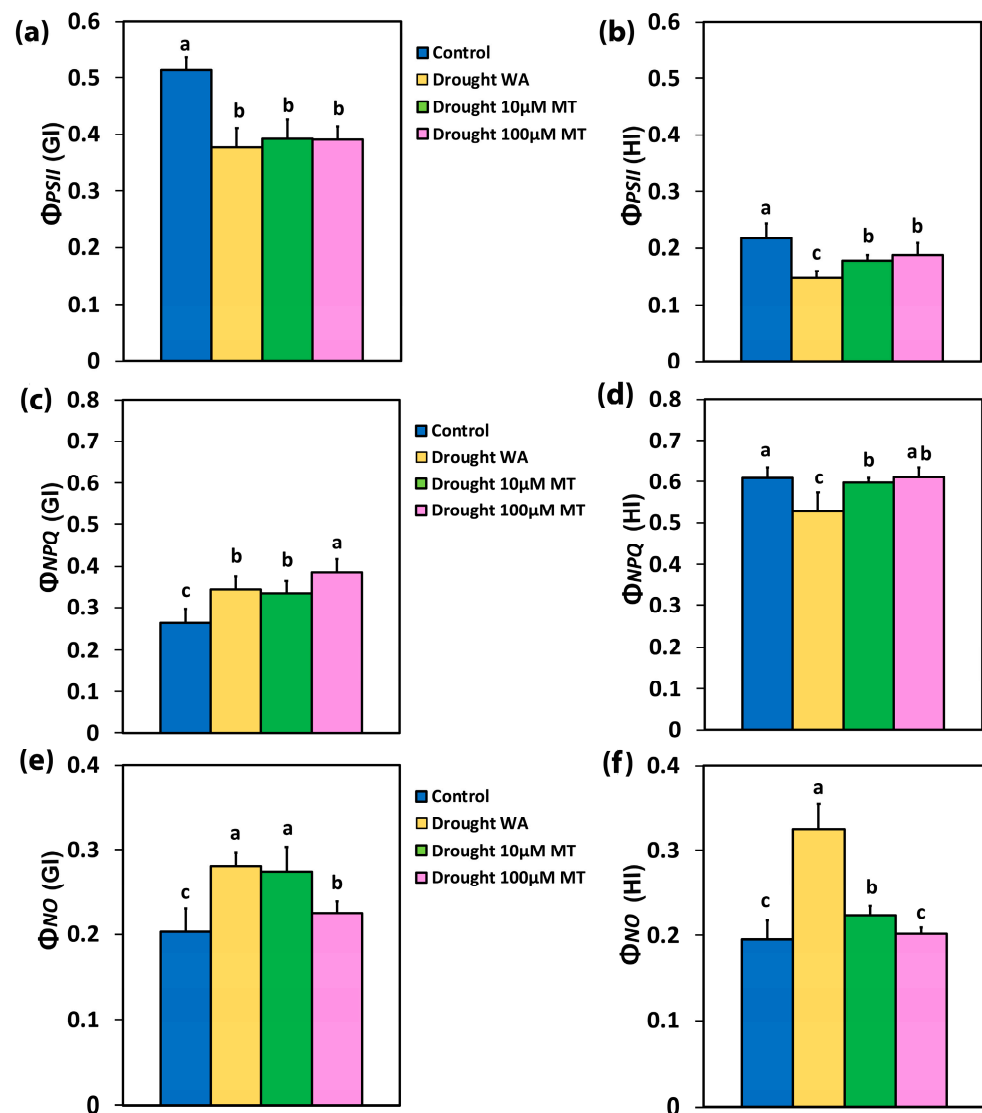 (a)
0.6
0.5
0.4
0.3
0.2
0.1
0
ΦPSII (GI)
a
b
b
b
Control
Drought WA
Drought 10µM MT
Drought 100µM MT
(b)
0.6
0.5
0.4
0.3
0.2
0.1
0
ΦPSII (HI)
a
c
b
b
(c)
0.8
0.7
0.6
0.5
0.4
0.3
0.2
0.1
0
ΦNPQ (GI)
c
b
b
a
Control
Drought WA
Drought 10µM MT
Drought 100µM MT
(d)
0.8
0.7
0.6
0.5
0.4
0.3
0.2
0.1
0
ΦNPQ (HI)
a
c
b
ab
(e)
0.4
0.3
0.2
0.1
0
ΦNO (GI)
c
a
a
b
Control
Drought WA
Drought 10µM MT
Drought 100µM MT
(f)
0.4
0.3
0.2
0.1
0
ΦNO (HI)
c
a
b
c